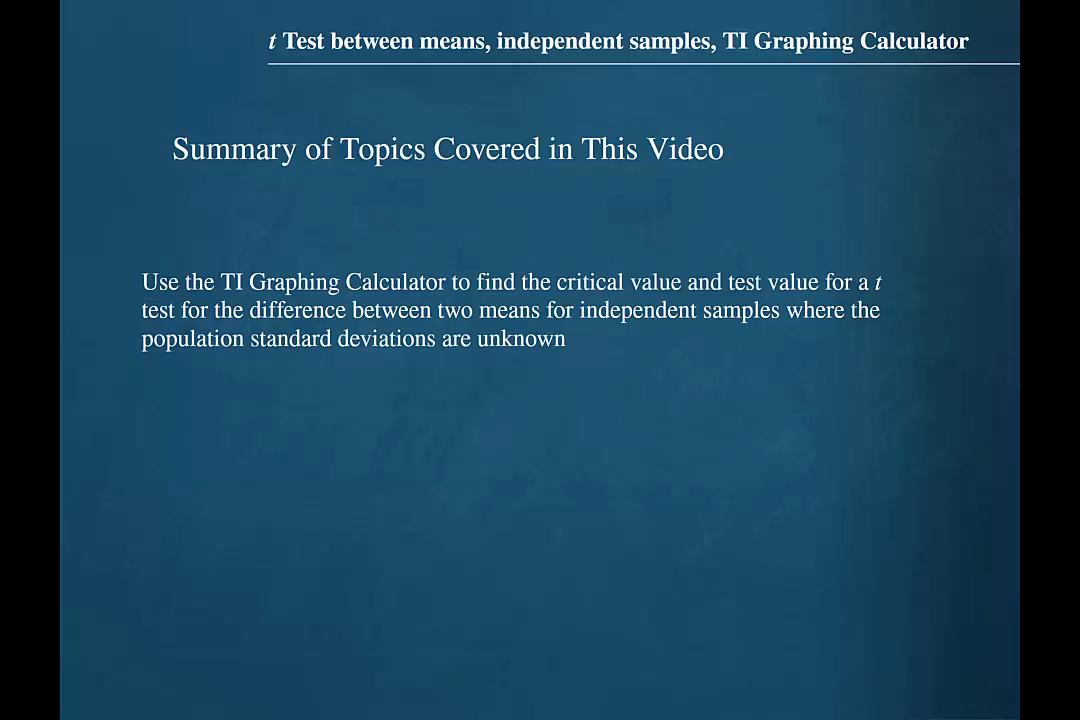 t Test between means, independent samples, TI Graphing Calculator
Summary of Topics Covered in This Video
Use the TI Graphing Calculator to find the critical value and test value for a t
test for the difference between two means for independent samples where the
population standard deviations are unknown